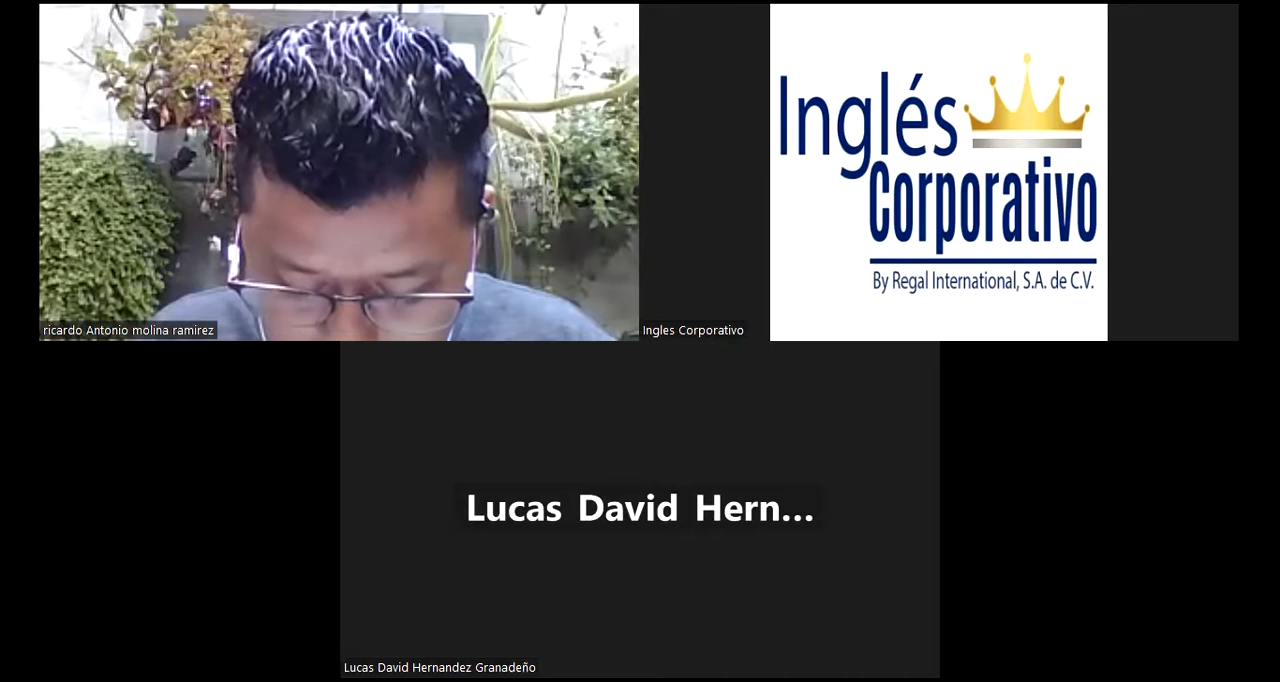 Inglés
Corporativo
By Regal International, S.A. de C.V.
ricardo Antonio molina ramirez
Ingles Corporativo
Lucas David Hern...
Lucas David Hernandez Granadeño